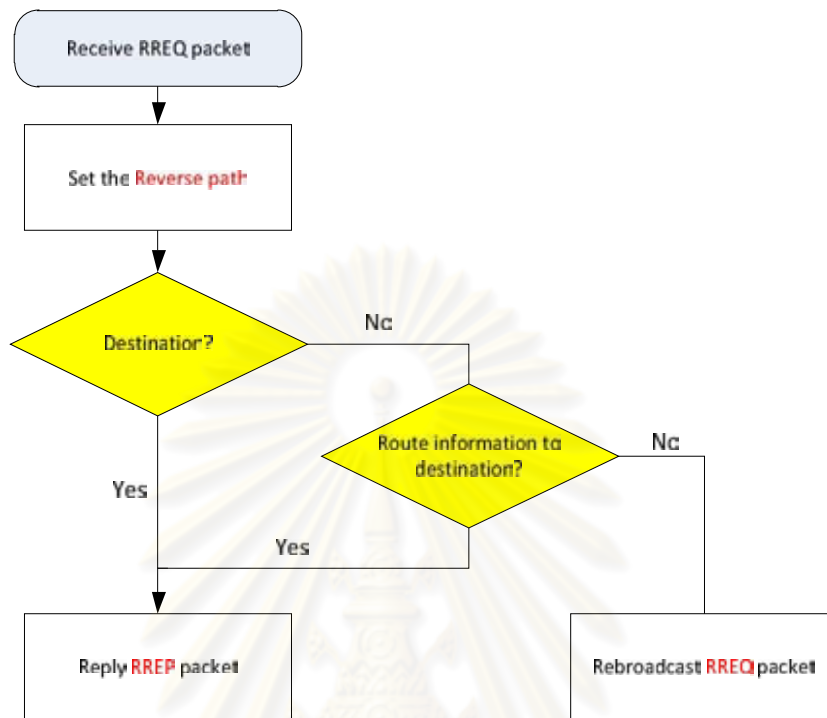 Receive RREQ packet
Set the Reverse path
Destination?
No
Route information to
destination?
No
Yes
Yes
Reply RREP packet
Rebroadcast RREQ packet